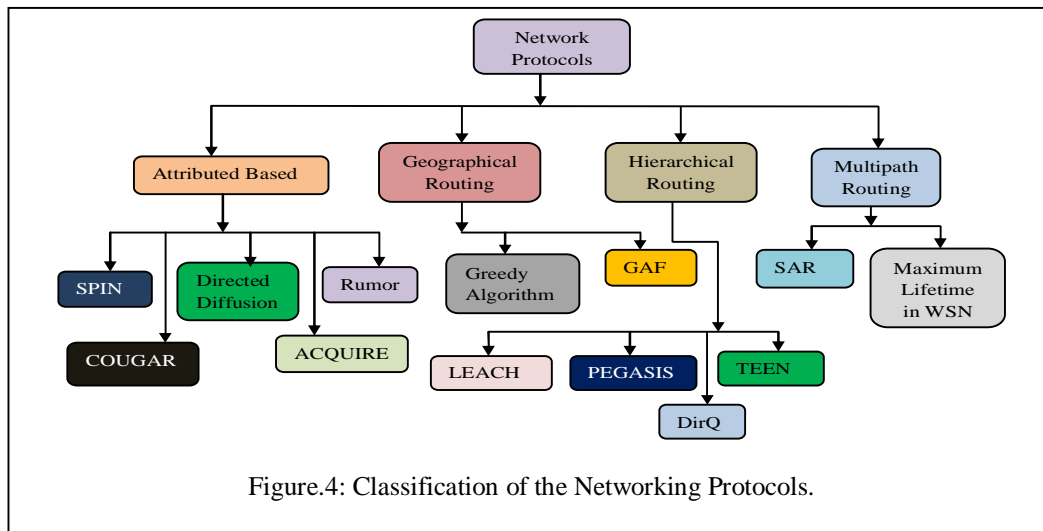 Network
Protocols
Attributed Based
Geographical
Routing
Hierarchical
Routing
Multipath
Routing
SPIN
Directed
Diffusion
Rumor
COUGAR
ACQUIRE
Greedy
Algorithm
GAF
SAR
Maximum
Lifetime
in WSN
LEACH
PEGASIS
TEEN
DirQ
Figure.4: Classification of the Networking Protocols.